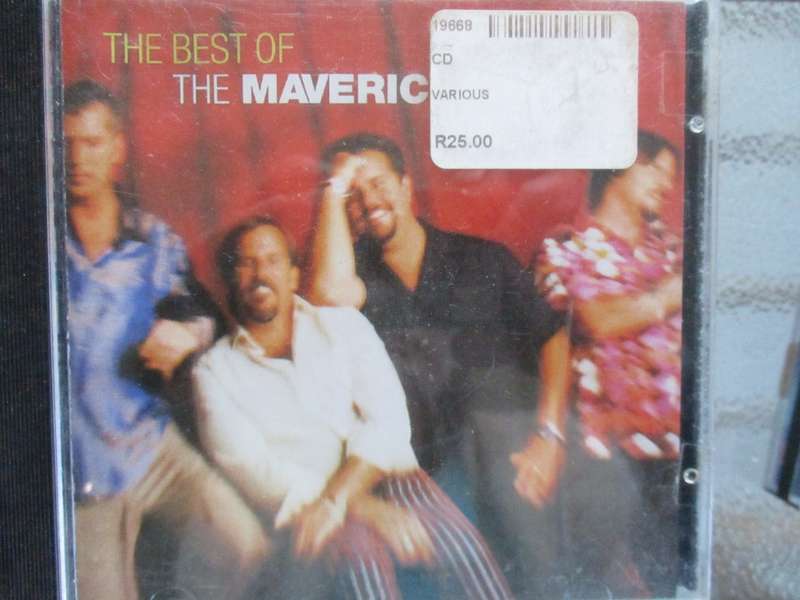 THE BEST OF
THE MAVERIC
19668
CD
VARIOUS
R25.00